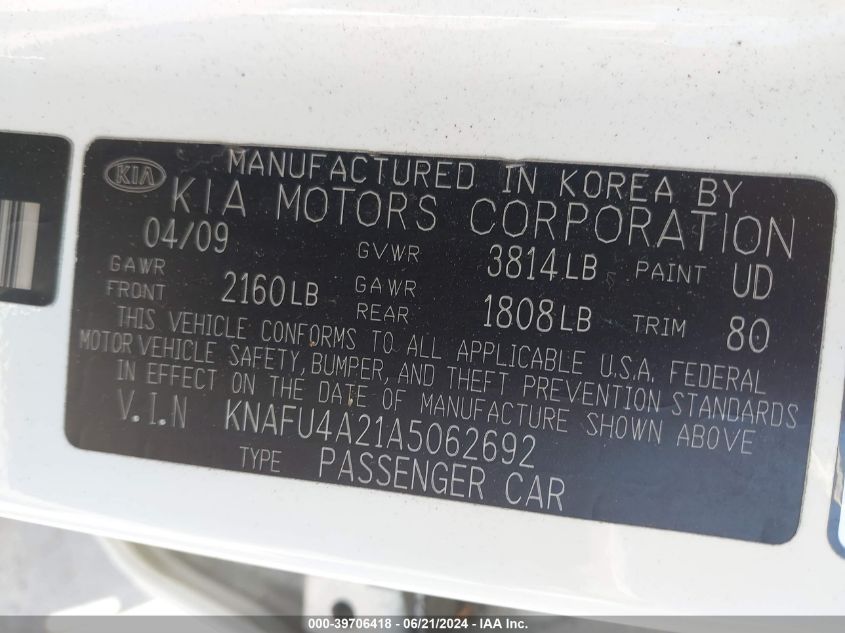 KIA MANUFACTURED IN KOREA BY
KIA MOTORS CORPORATION
04/09 GVWR 3814LB PAINT UD
GAWR FRONT 2160LB GAWR REAR 1808LB TRIM 80
THIS VEHICLE CONFORMS TO ALL APPLICABLE U.S.A. FEDERAL
MOTOR VEHICLE SAFETY, BUMPER, AND THEFT PREVENTION STANDARDS
IN EFFECT ON THE DATE OF MANUFACTURE SHOWN ABOVE
V.I.N KNAFU4A21A5062692
TYPE PASSENGER CAR
000-39706418 - 06/21/2024 - IAA, Inc.